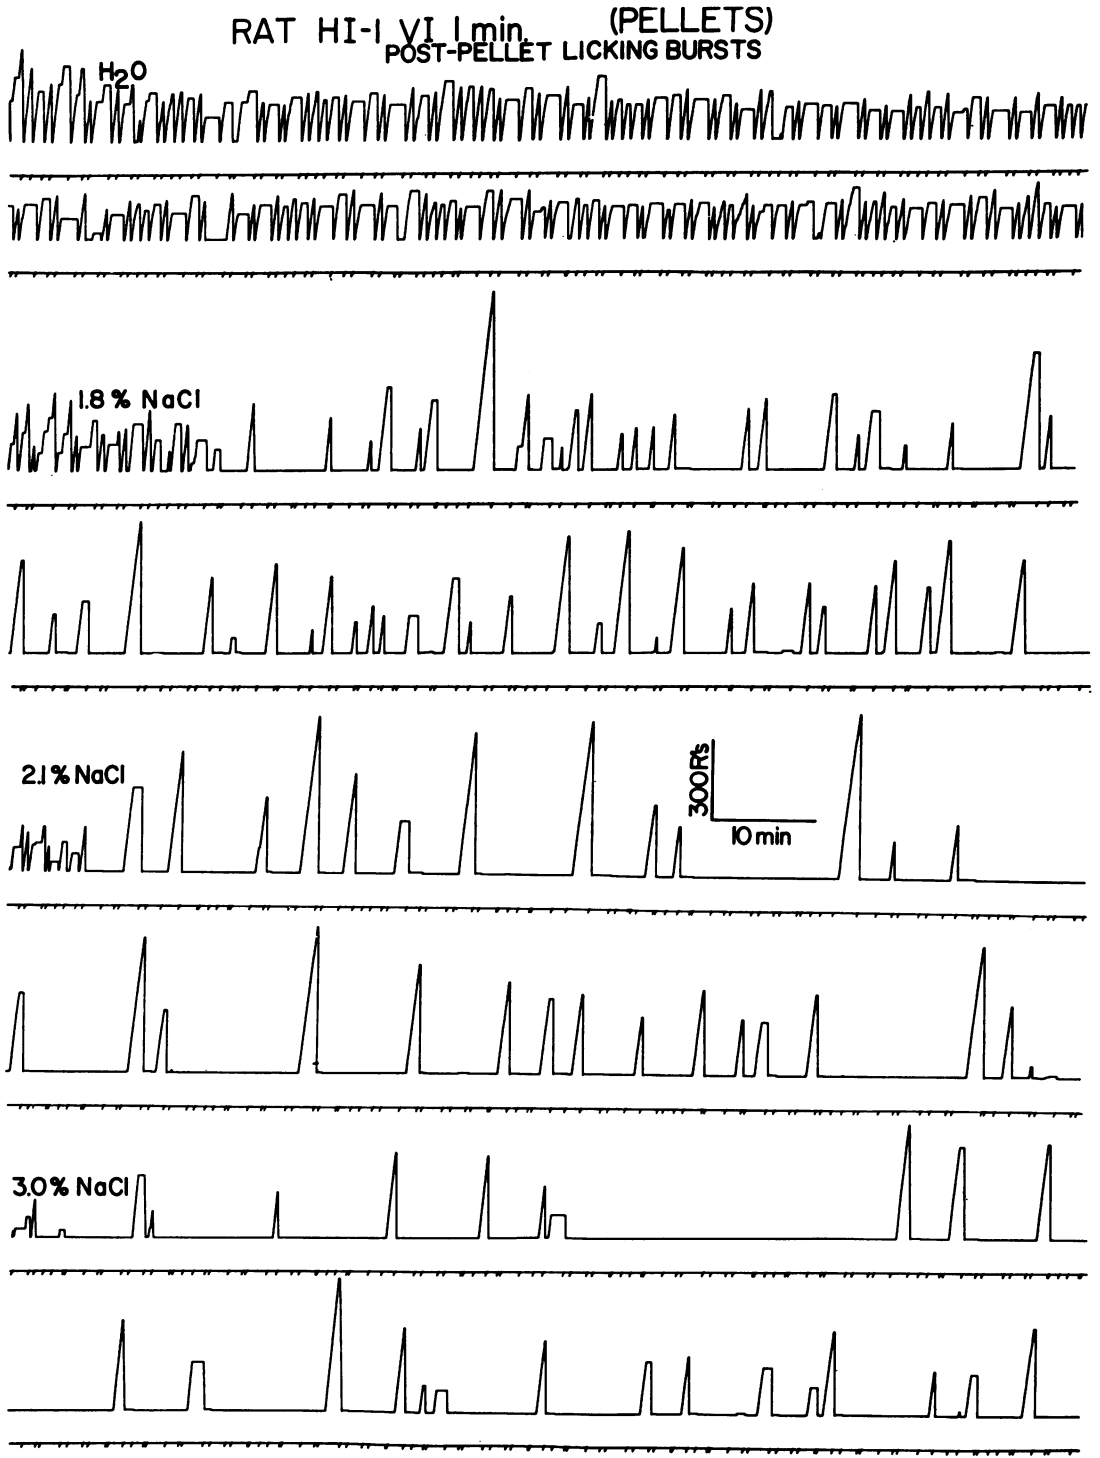 RAT HI-1 VI 1 min. (PELLETS)
POST-PELLET LICKING BURSTS
H2O
1.8% NaCl
2.1% NaCl
300R's
10 min
3.0% NaCl